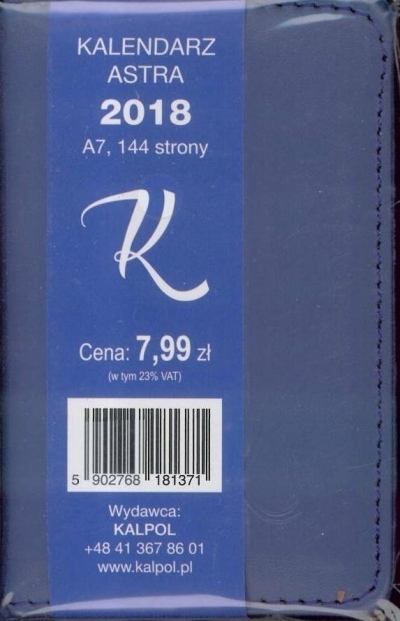 KALENDARZ
ASTRA
2018
A7, 144 strony
K
Cena: 7,99 zł
(w tym 23% VAT)
5 902768 181371
Wydawca:
KALPOL
+48 41 367 86 01
www.kalpol.pl